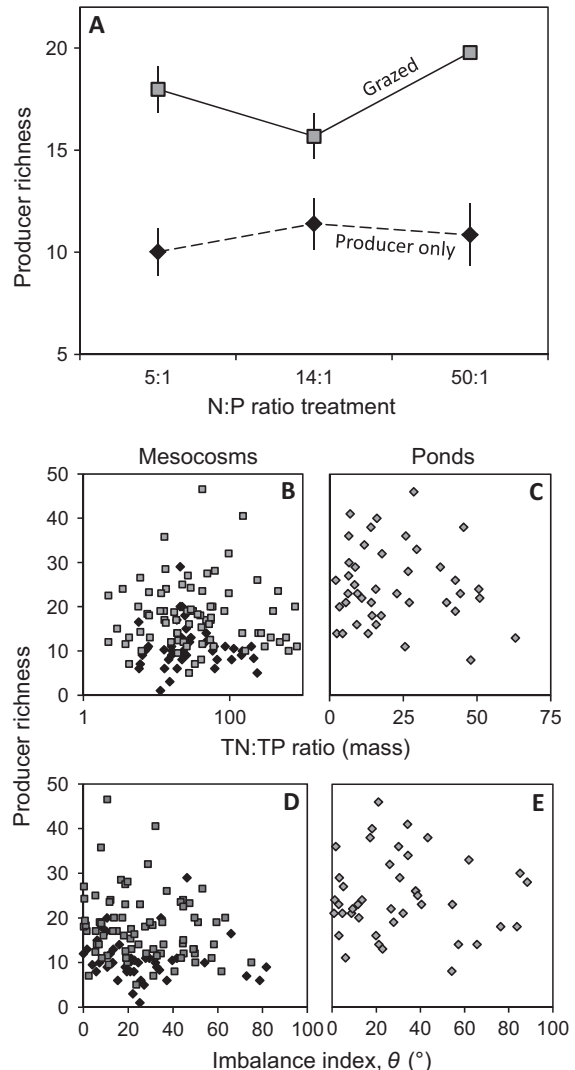 A
20
15
10
5
Producer richness
Grazed
Producer only
5:1
14:1
50:1
N:P ratio treatment
Mesocosms
Ponds
50
40
30
20
10
0
B
C
1
100
0
25
50
75
TN:TP ratio (mass)
Producer richness
50
40
30
20
10
0
D
E
0
20
40
60
80
100
0
20
40
60
80
100
Imbalance index, θ (°)